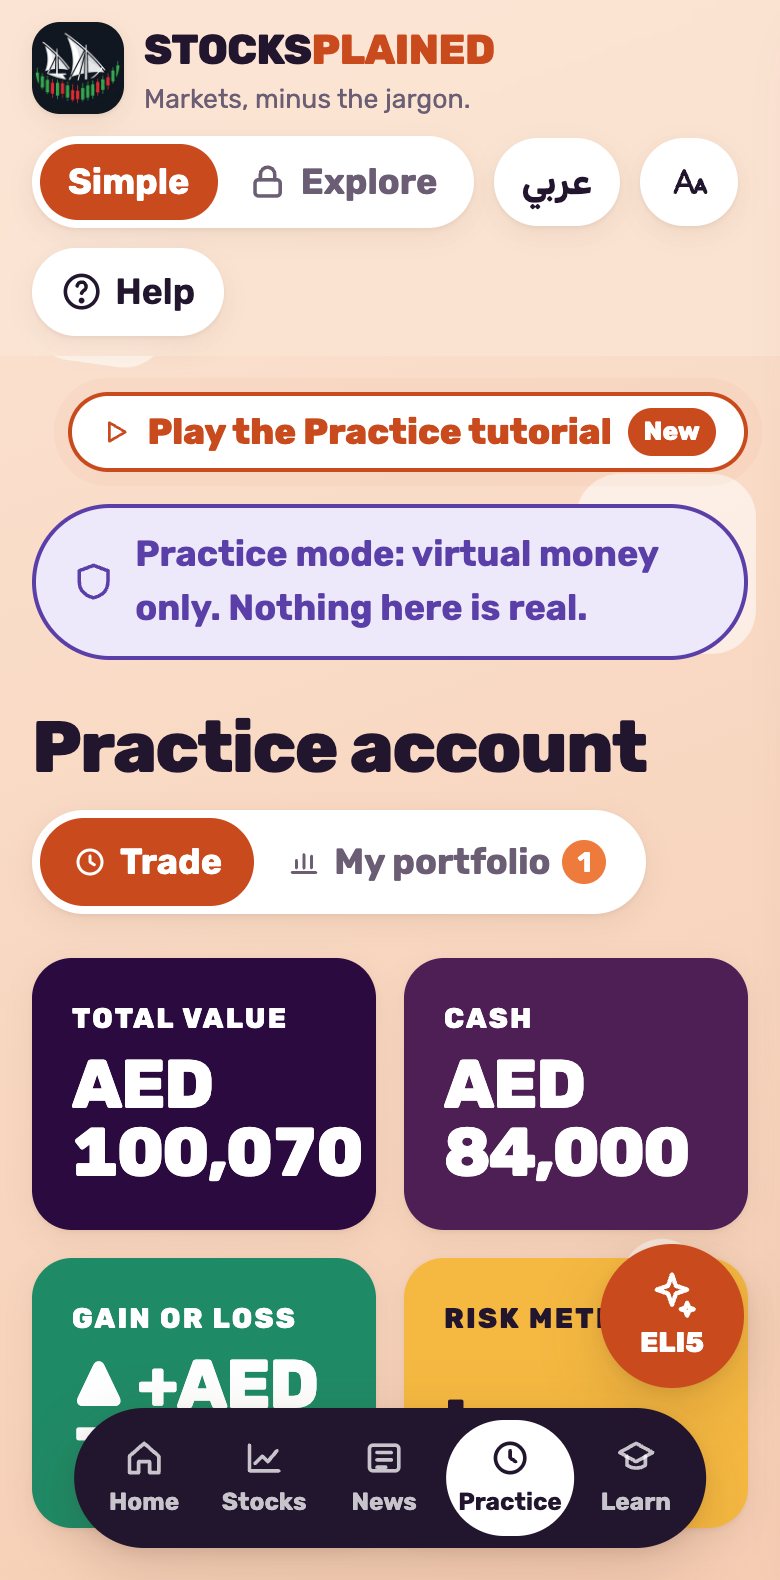 STOCKSPLAINED
Markets, minus the jargon.
Simple
Explore
عربي
AA
Help
Play the Practice tutorial New
Practice mode: virtual money
only. Nothing here is real.
Practice account
Trade
My portfolio 1
TOTAL VALUE
AED
100,070
CASH
AED
84,000
GAIN OR LOSS
▲ +AED
RISK
ELI5
Home
Stocks
News
Practice
Learn